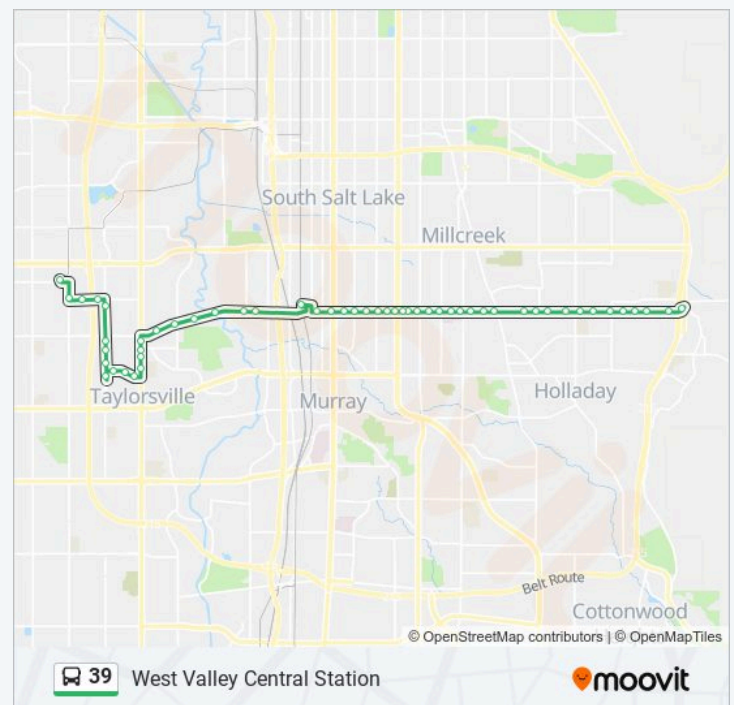 South Salt Lake
Millcreek
Taylorsville
Murray
Holladay
Belt Route
Cottonwood
© OpenStreetMap contributors | © OpenMapTiles
39 West Valley Central Station
moovit